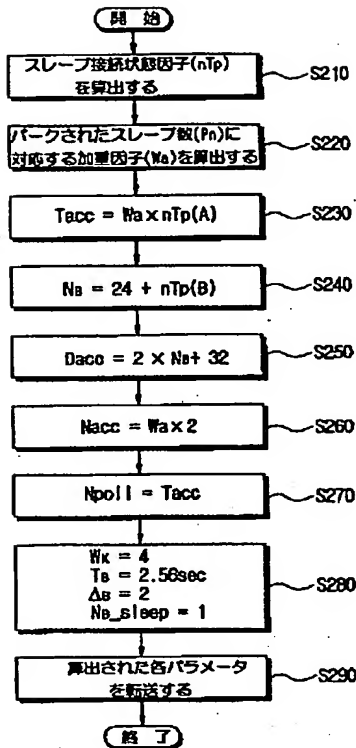 開 始
スレーブ接続状態因子(nTp)
を算出する
S210
パークされたスレーブ数(Pn)に
対応する加重因子(Wa)を算出する
S220
Tacc = Wa×nTp(A)
S230
NB = 24 + nTp(B)
S240
Dacc = 2 × NB+ 32
S250
Nacc = Wa×2
S260
Npoll = Tacc
S270
WK = 4
TB = 2.56sec
ΔB = 2
NB_sleep = 1
S280
算出された各パラメータ
を転送する
S290
終 了